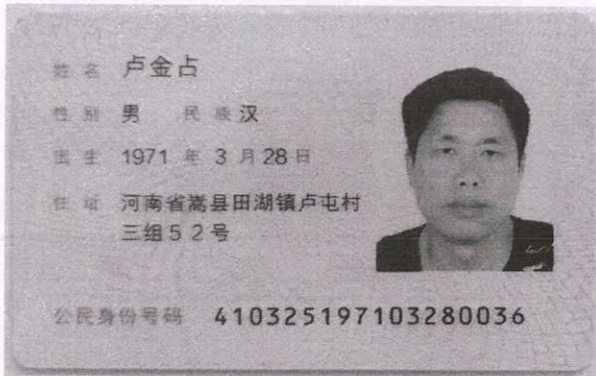 姓名 卢金占
性别 男 民族 汉
出生 1971 年 3 月 28 日
住址 河南省嵩县田湖镇卢屯村
三组52号
公民身份号码 410325197103280036